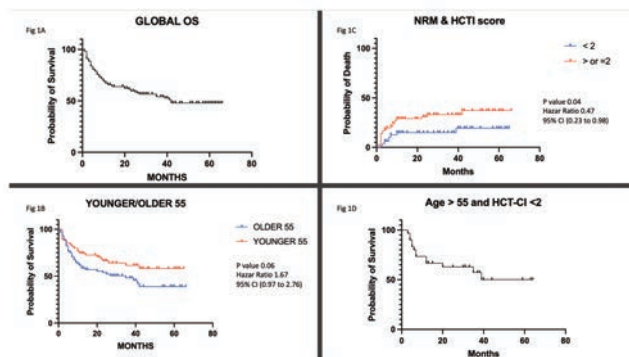 Fig 1A
GLOBAL OS
Probability of Survival
100
50
0
0 20 40 60 80
MONTHS
Fig 1C
NRM & HCTI score
Probability of Death
100
50
0
0 20 40 60 80
Months
< 2
> or =2
P value 0.04
Hazar Ratio 0.47
95% CI (0.23 to 0.98)
Fig 1B
YOUNGER/OLDER 55
Probability of Survival
100
50
0
0 20 40 60 80
MONTHS
OLDER 55
YOUNGER 55
P value 0.06
Hazar Ratio 1.67
95% CI (0.97 to 2.76)
Fig 1D
Age > 55 and HCT-CI <2
Probability of Survival
100
50
0
0 20 40 60 80
Months